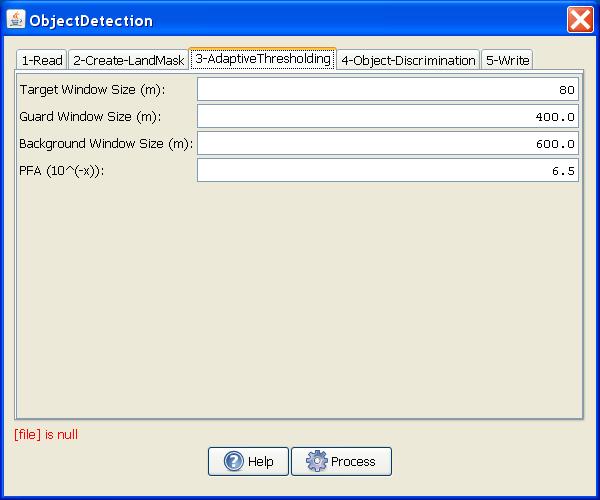 ObjectDetection
1-Read 2-Create-LandMask 3-AdaptiveThresholding 4-Object-Discrimination 5-Write
Target Window Size (m): 80
Guard Window Size (m): 400.0
Background Window Size (m): 600.0
PFA (10^(-x)): 6.5
[file] is null
Help Process